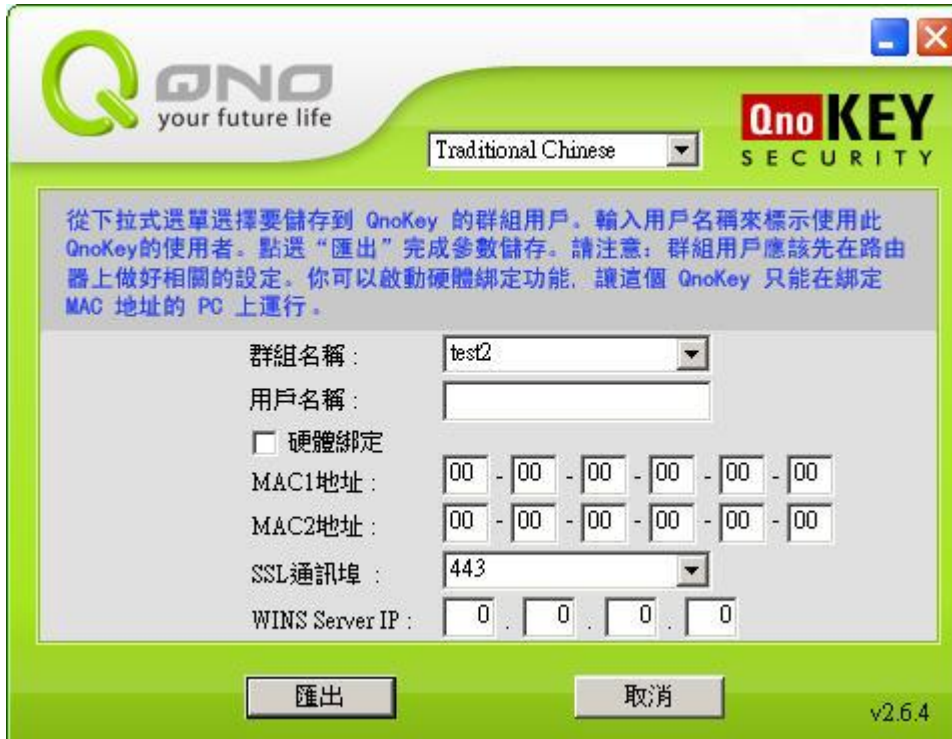 QNO
your future life
Traditional Chinese
Qno KEY
SECURITY
從下拉式選單選擇要儲存到 QnoKey 的群組用戶。輸入用戶名稱來標示使用此
QnoKey的使用者。點選“匯出”完成參數儲存。請注意：群組用戶應該先在路由
器上做好相關的設定。你可以啟動硬體綁定功能，讓這個 QnoKey 只能在綁定
MAC 地址的 PC 上運行。
群組名稱： test2
用戶名稱：
硬體綁定
MAC1地址： 00 - 00 - 00 - 00 - 00 - 00
MAC2地址： 00 - 00 - 00 - 00 - 00 - 00
SSL通訊埠 ： 443
WINS Server IP： 0 . 0 . 0 . 0
匯出 取消
v2.6.4